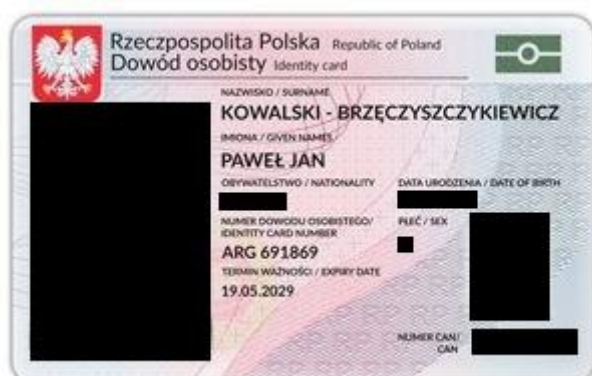 Rzeczpospolita Polska Republic of Poland
Dowód osobisty Identity card
NAZWISKO / SURNAME
KOWALSKI - BRZĘCZYSZCZYKIEWICZ
IMIONA / GIVEN NAMES
PAWEŁ JAN
OBYWATELSTWO / NATIONALITY DATA URODZENIA / DATE OF BIRTH
NUMER DOWODU OSOBISTEGO/ PŁEĆ / SEX
IDENTITY CARD NUMBER
ARG 691869
TERMIN WAŻNOŚCI / EXPIRY DATE
19.05.2029
NUMER CAN/
CAN